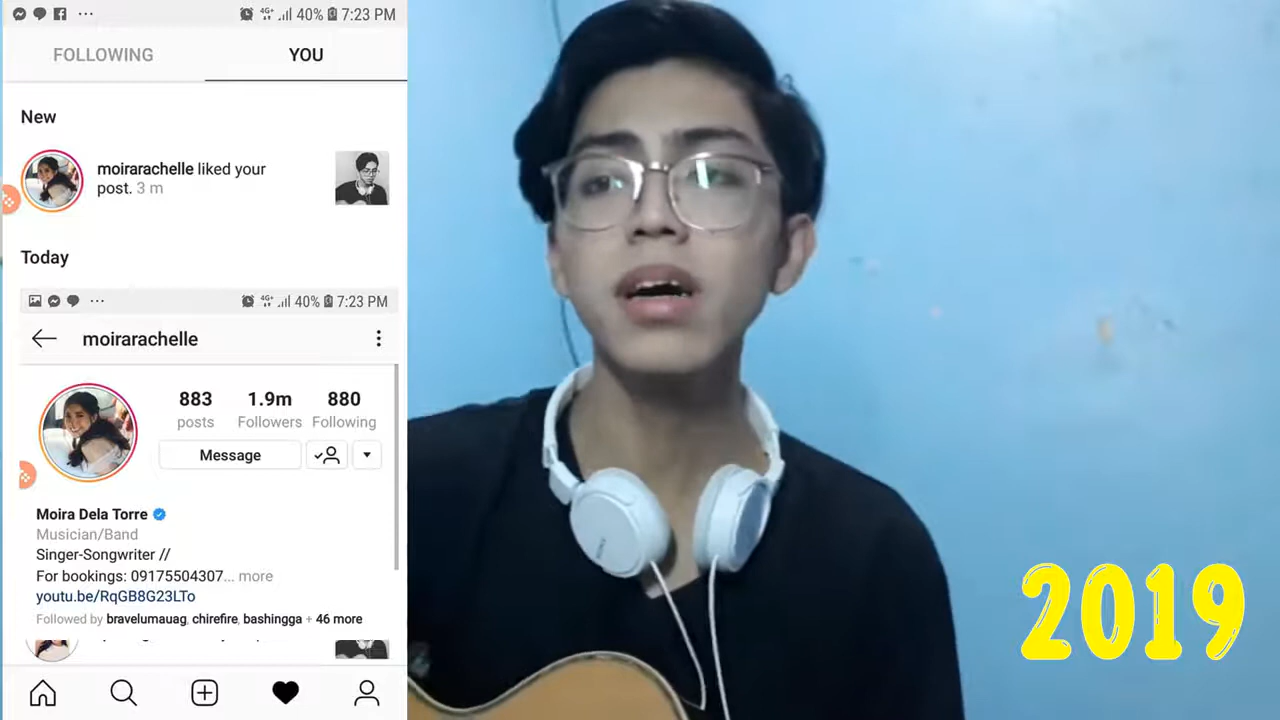 ... 40% 7:23 PM
FOLLOWING YOU
New
moirarachelle liked your
post. 3 m
Today
... 40% 7:23 PM
moirarachelle
883 1.9m 880
posts Followers Following
Message
Moira Dela Torre
Musician/Band
Singer-Songwriter //
For bookings: 09175504307... more
youtu.be/RqGB8G23LTo
Followed by bravelumauag, chirefire, bashingga + 46 more
2019